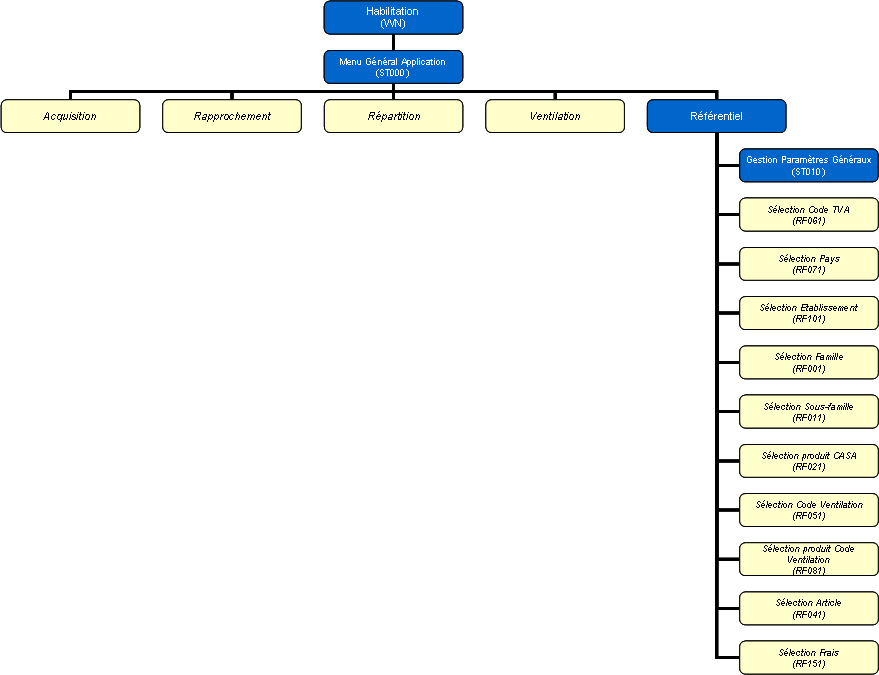 Habilitation
(VVN)
Menu Général Application
(ST000)
Acquisition
Rapprochement
Répartition
Ventilation
Référentiel
Gestion Paramètres Généraux
(ST010)
Sélection Code TVA
(RF061)
Sélection Pays
(RF071)
Sélection Etablissement
(RF101)
Sélection Famille
(RF001)
Sélection Sous-famille
(RF011)
Sélection produit CASA
(RF021)
Sélection Code Ventilation
(RF051)
Sélection produit Code
Ventilation
(RF081)
Sélection Article
(RF041)
Sélection Frais
(RF151)